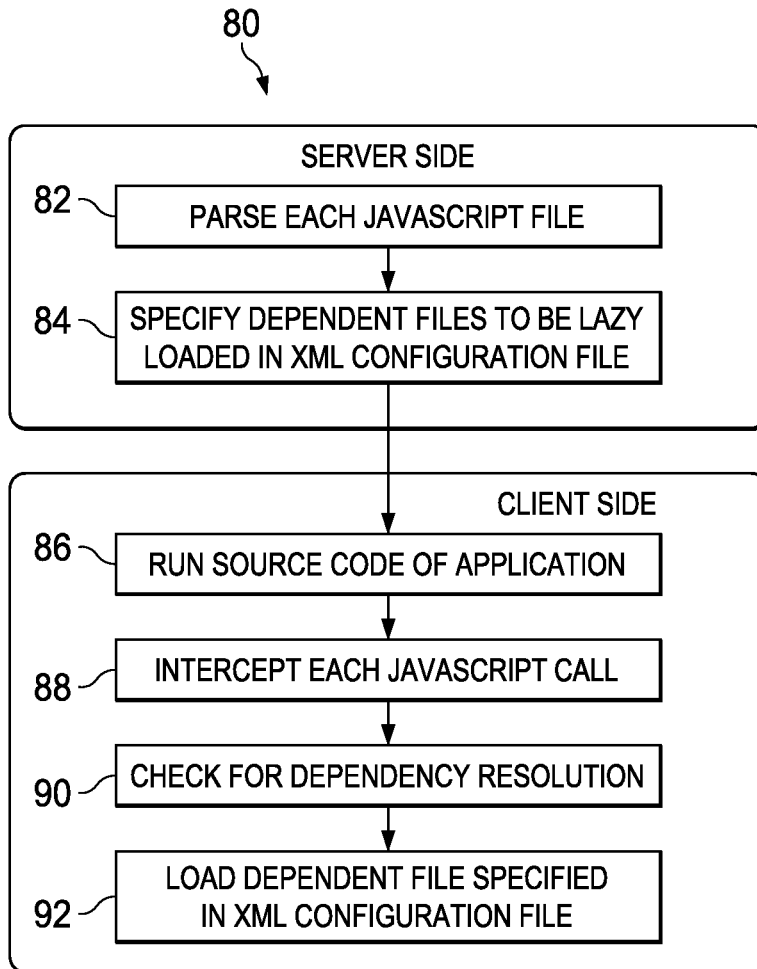 80
SERVER SIDE
82
PARSE EACH JAVASCRIPT FILE
84
SPECIFY DEPENDENT FILES TO BE LAZY
LOADED IN XML CONFIGURATION FILE
CLIENT SIDE
86
RUN SOURCE CODE OF APPLICATION
88
INTERCEPT EACH JAVASCRIPT CALL
90
CHECK FOR DEPENDENCY RESOLUTION
92
LOAD DEPENDENT FILE SPECIFIED
IN XML CONFIGURATION FILE